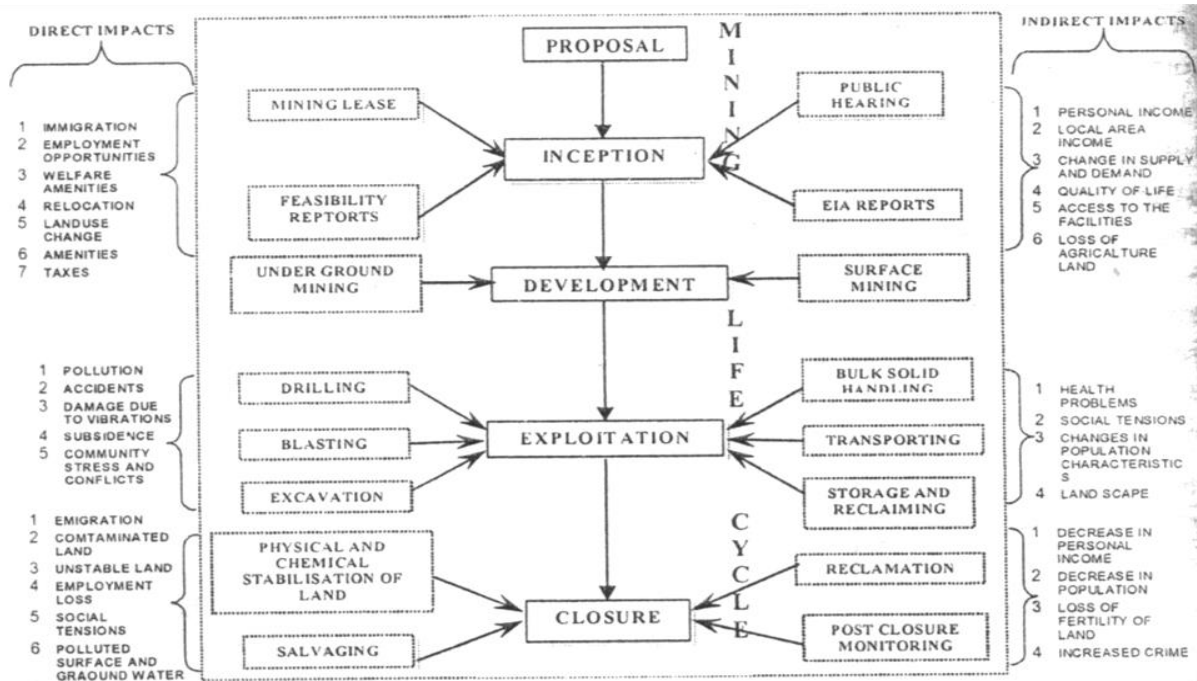 DIRECT IMPACTS
1 IMMIGRATION
2 EMPLOYMENT
OPPORTUNITIES
3 WELFARE
AMENITIES
4 RELOCATION
5 LANDUSE
CHANGE
6 AMENITIES
7 TAXES
1 POLLUTION
2 ACCIDENTS
3 DAMAGE DUE
TO VIBRATIONS
4 SUBSIDENCE
5 COMMUNITY
STRESS AND
CONFLICTS
1 EMIGRATION
2 COMTAMINATED
LAND
3 UNSTABLE LAND
4 EMPLOYMENT
LOSS
5 SOCIAL
TENSIONS
6 POLLUTED
SURFACE AND
GRAOUND WATER
MINING LIFE CYCLE
PROPOSAL
MINING LEASE
PUBLIC
HEARING
INCEPTION
FEASIBILITY
REPTORTS
EIA REPORTS
UNDER GROUND
MINING
DEVELOPMENT
SURFACE
MINING
DRILLING
BULK SOLID
HANDLING
BLASTING
EXPLOITATION
TRANSPORTING
EXCAVATION
STORAGE AND
RECLAIMING
PHYSICAL AND
CHEMICAL
STABILISATION OF
LAND
RECLAMATION
CLOSURE
SALVAGING
POST CLOSURE
MONITORING
INDIRECT IMPACTS
1 PERSONAL INCOME
2 LOCAL AREA
INCOME
3 CHANGE IN SUPPLY
AND DEMAND
4 QUALITY OF LIFE
5 ACCESS TO THE
FACILITIES
6 LOSS OF
AGRICALTURE
LAND
1 HEALTH
PROBLEMS
2 SOCIAL TENSIONS
3 CHANGES IN
POPULATION
CHARACTERISTIC
S
4 LAND SCAPE
1 DECREASE IN
PERSONAL
INCOME
2 DECREASE IN
POPULATION
3 LOSS OF
FERTILITY OF
LAND
4 INCREASED CRIME